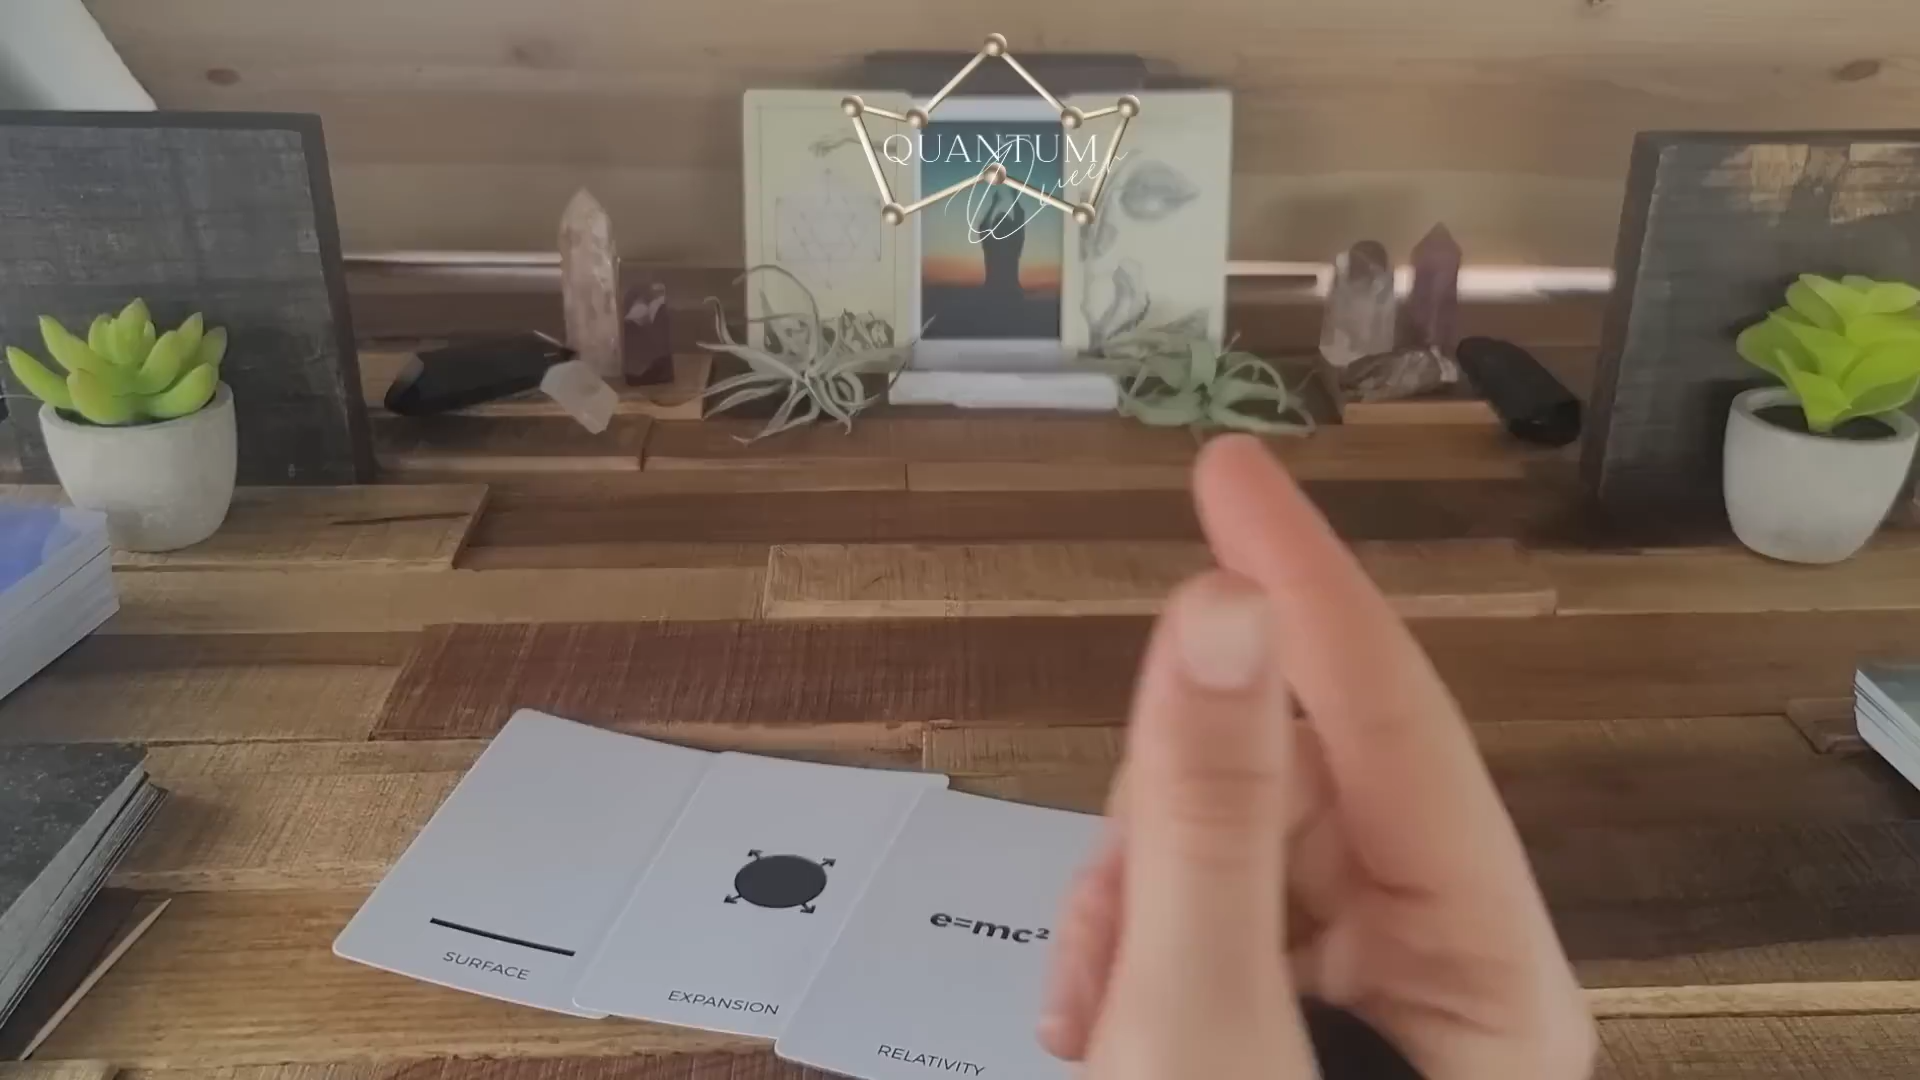 QUANTUM
Queen
SURFACE
EXPANSION
e=mc²
RELATIVITY